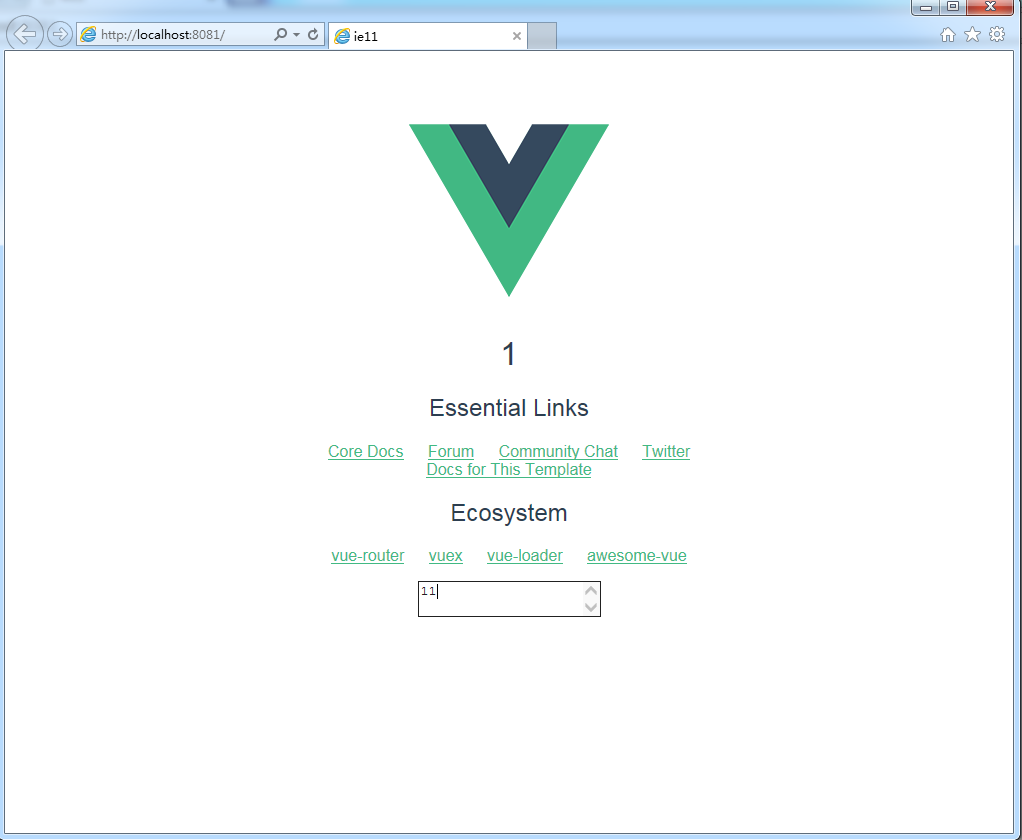 http://localhost:8081/
ie11
1
Essential Links
Core Docs Forum Community Chat Twitter
Docs for This Template
Ecosystem
vue-router vuex vue-loader awesome-vue
11